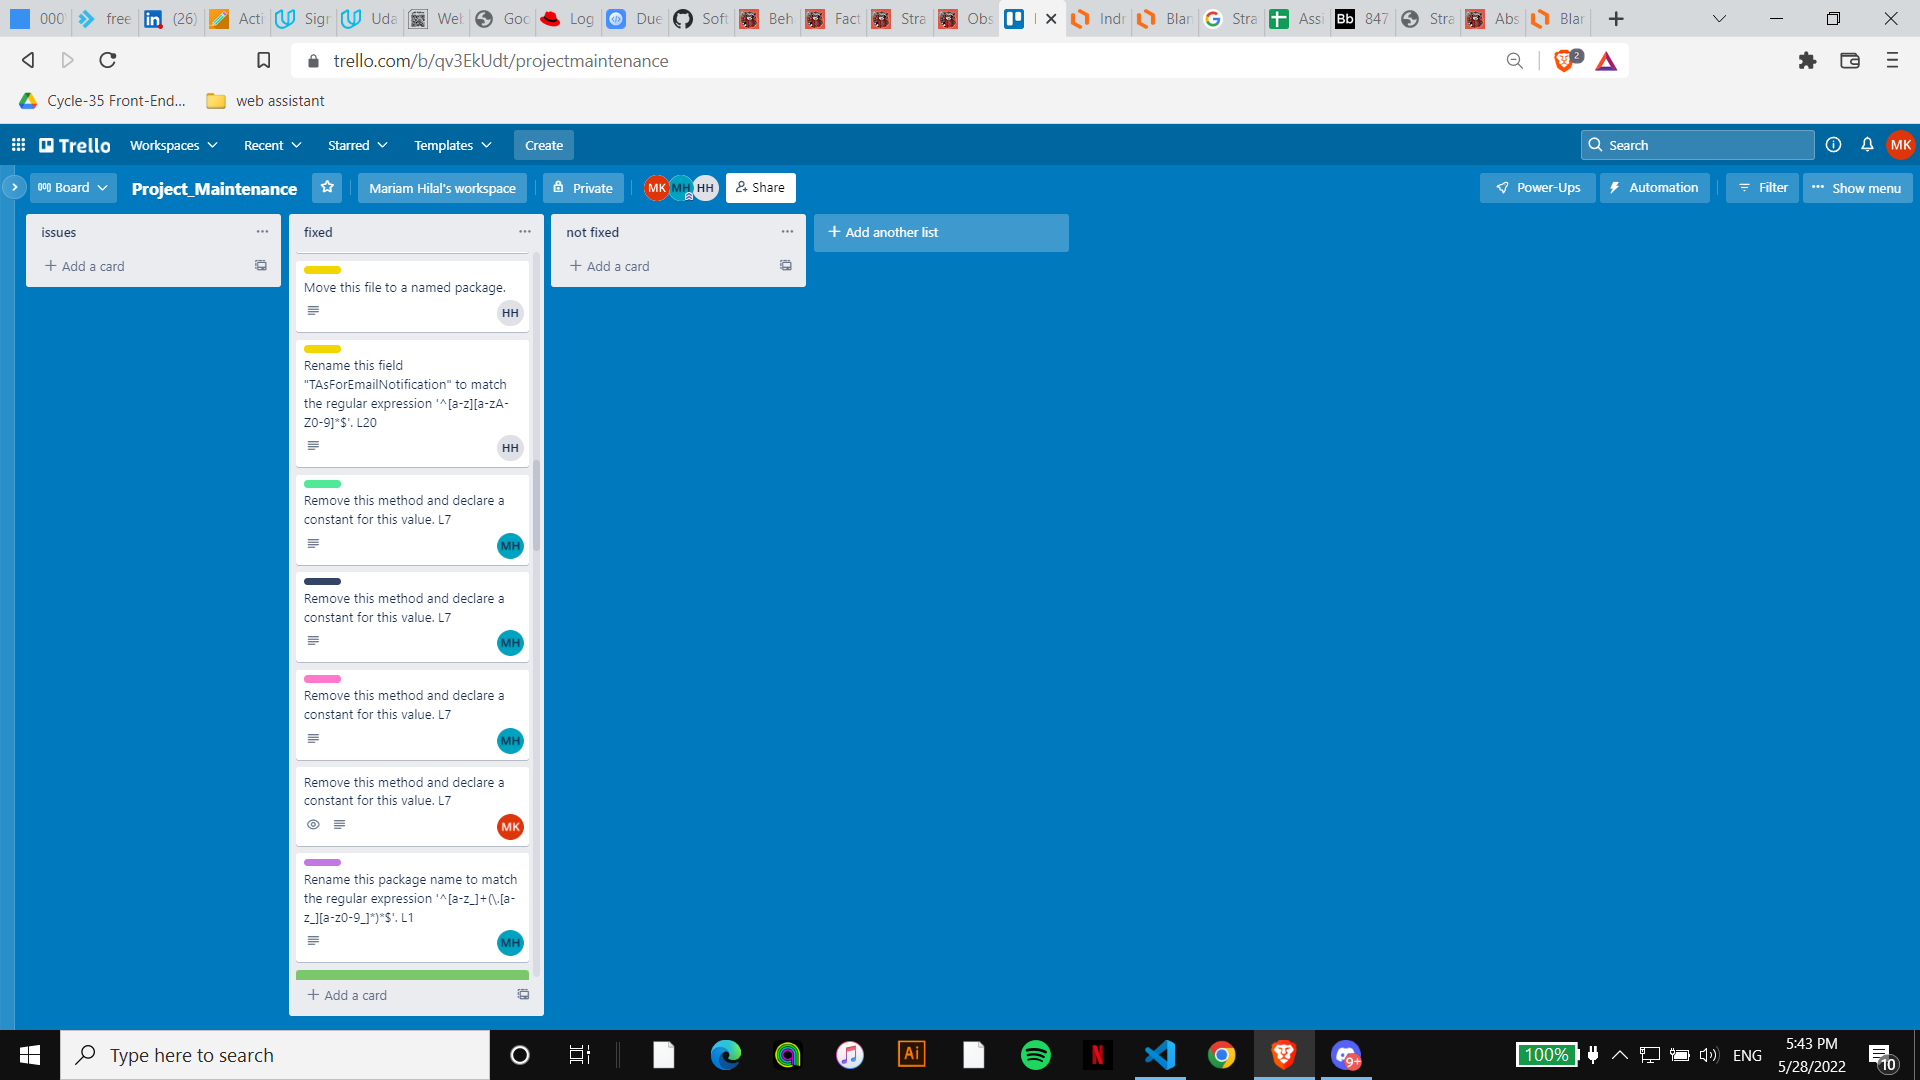 000
free
(26)
Acti
Sign
Uda
Wel
Goo
Log
Due
Soft
Beh
Fact
Stra
Obs
Indr
Blar
Stra
Assi
Bb
847
Stra
Abs
Blar
trello.com/b/qv3EkUdt/projectmaintenance
2
Cycle-35 Front-End...
web assistant
Trello
Workspaces
Recent
Starred
Templates
Create
Search
MK
Board
Project_Maintenance
Mariam Hilal's workspace
Private
MK
MH
HH
Share
Power-Ups
Automation
Filter
Show menu
issues
Add a card
fixed
Move this file to a named package.
HH
Rename this field
"TAsForEmailNotification" to match
the regular expression '^[a-z][a-zA-
Z0-9]*$'. L20
HH
Remove this method and declare a
constant for this value. L7
MH
Remove this method and declare a
constant for this value. L7
MH
Remove this method and declare a
constant for this value. L7
MH
Remove this method and declare a
constant for this value. L7
MK
Rename this package name to match
the regular expression '^[a-z_]+(\.[a-
z_][a-z0-9_]*)*$'. L1
MH
Add a card
not fixed
Add a card
Add another list
Type here to search
Ai
N
9+
100%
ENG
5:43 PM
5/28/2022
10